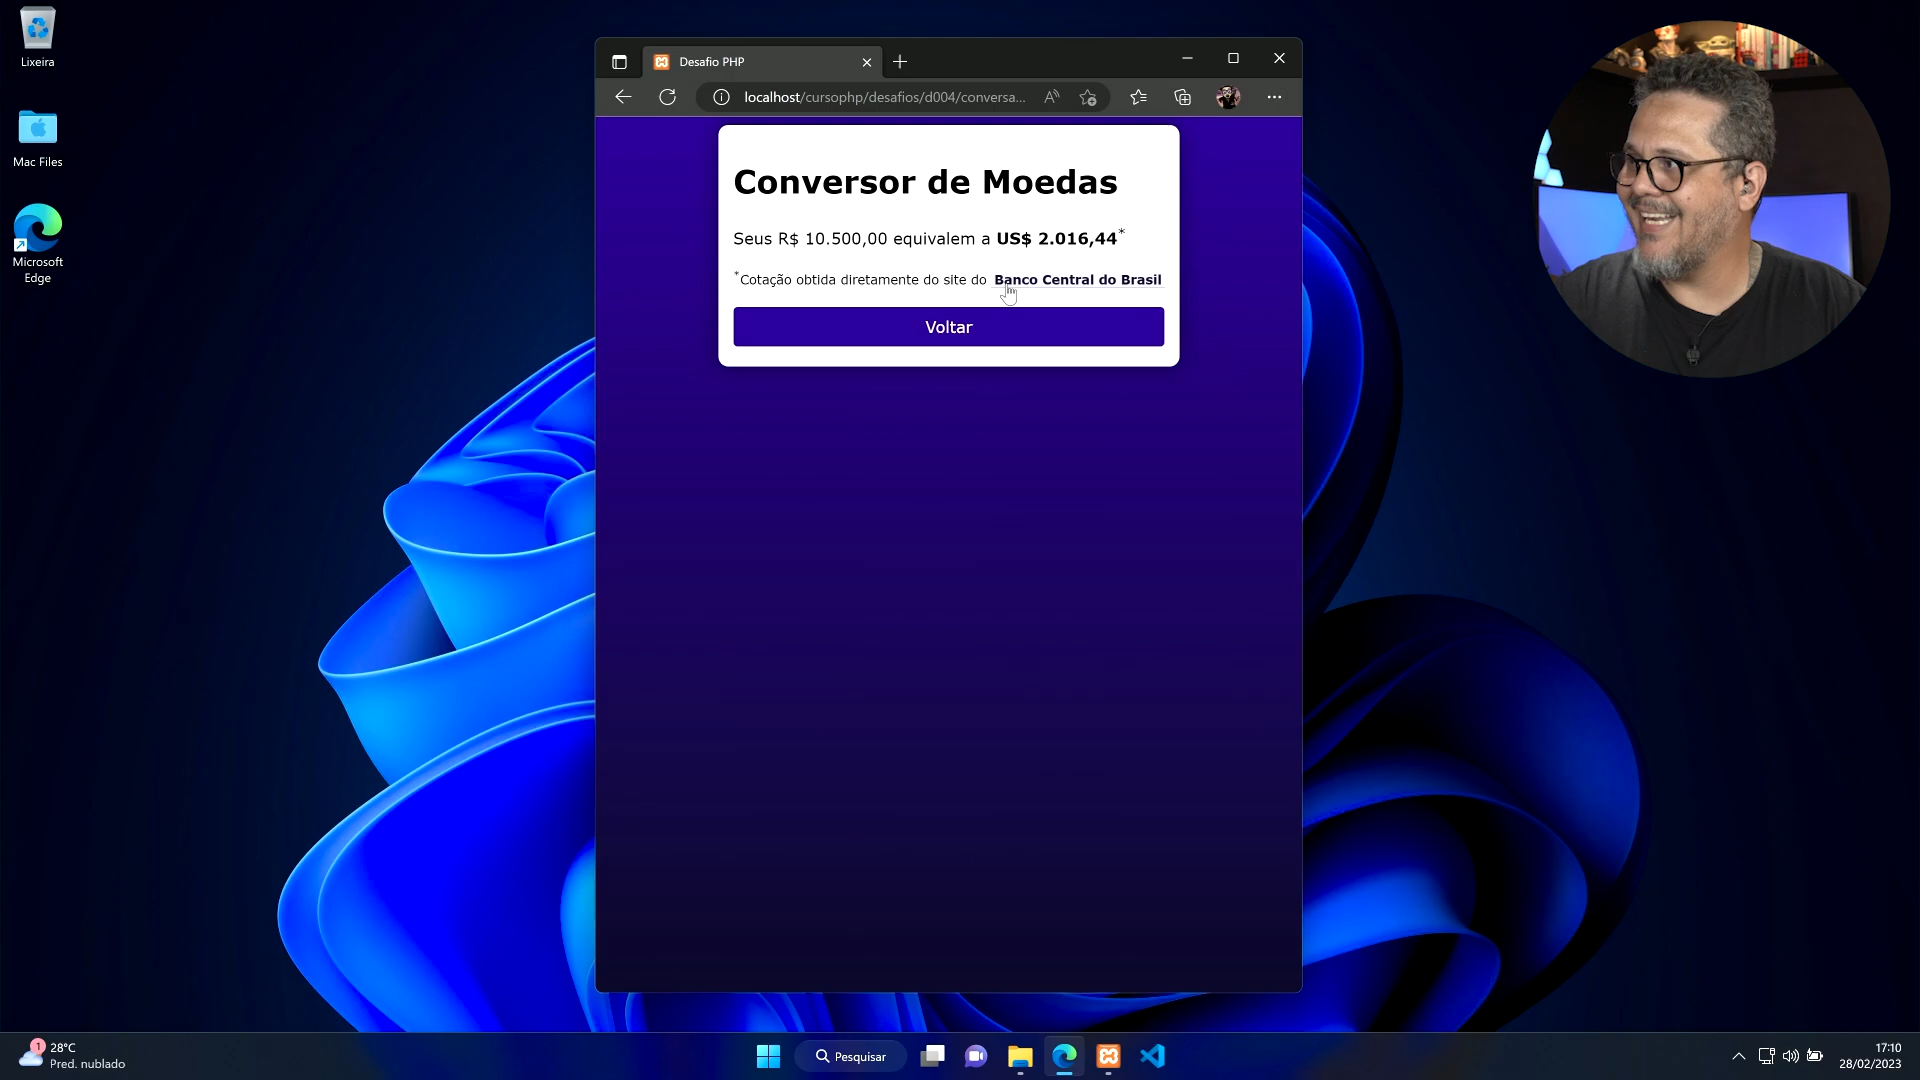 Lixeira
Mac Files
Microsoft
Edge
Desafio PHP
localhost/cursophp/desafios/d004/conversa...
Conversor de Moedas
Seus R$ 10.500,00 equivalem a US$ 2.016,44*
*Cotação obtida diretamente do site do Banco Central do Brasil
Voltar
1
28°C
Pred. nublado
Pesquisar
17:10
28/02/2023